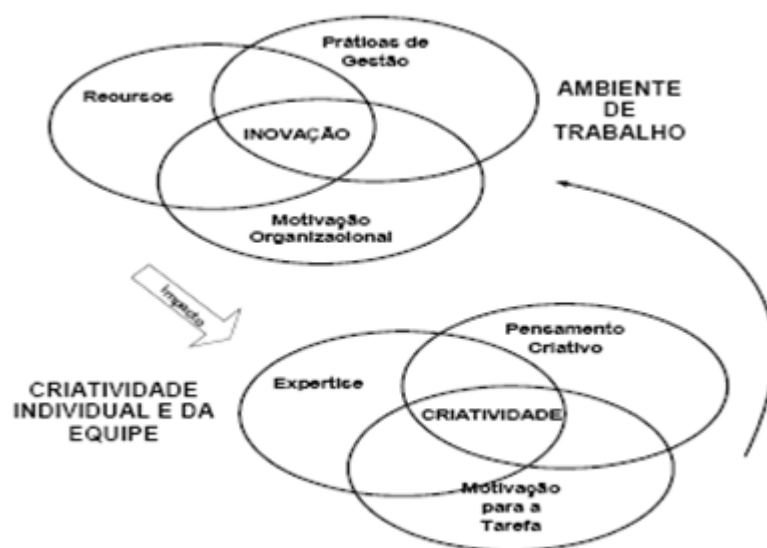 Práticas de
Gestão
Recursos
INOVAÇÃO
AMBIENTE
DE
TRABALHO
Motivação
Organizacional
Impacto
Pensamento
Criativo
Expertise
CRIATIVIDADE
INDIVIDUAL E DA
EQUIPE
CRIATIVIDADE
Motivação
para a
Tarefa